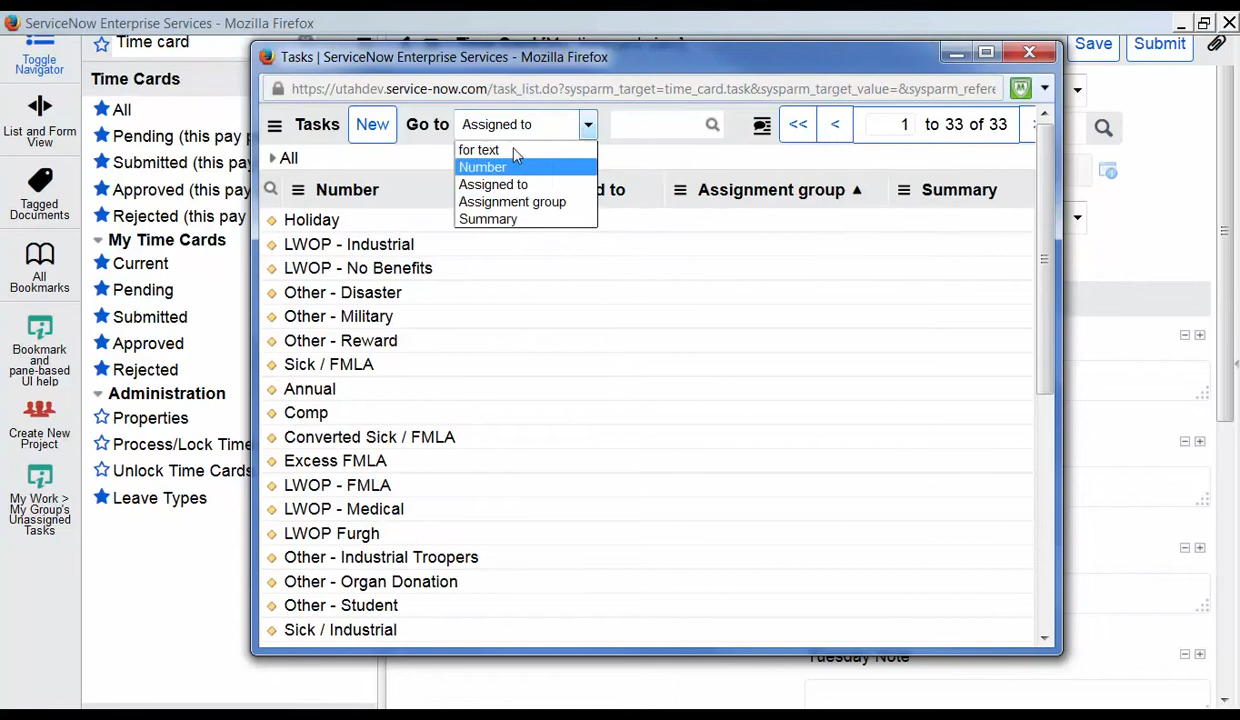 ServiceNow Enterprise Services - Mozilla Firefox
Toggle
Navigator
List and Form
View
Tagged
Documents
All
Bookmarks
Bookmark
and
pane-based
UI help
Create New
Project
My Work >
My Group's
Unassigned
Tasks
Time card
Time Cards
All
Pending (this pay
Submitted (this pay
Approved (this pay
Rejected (this pay
My Time Cards
Current
Pending
Submitted
Approved
Rejected
Administration
Properties
Process/Lock Time
Unlock Time Cards
Leave Types
Save
Submit
Tasks | ServiceNow Enterprise Services - Mozilla Firefox
https://utahdev.service-now.com/task_list.do?sysparm_target=time_card.task&sysparm_target_value=&sysparm_refere
Tasks New Go to Assigned to << < 1 to 33 of 33
for text
Number
Assigned to
Assignment group
Summary
All
Number d to Assignment group Summary
Holiday
LWOP - Industrial
LWOP - No Benefits
Other - Disaster
Other - Military
Other - Reward
Sick / FMLA
Annual
Comp
Converted Sick / FMLA
Excess FMLA
LWOP - FMLA
LWOP - Medical
LWOP Furgh
Other - Industrial Troopers
Other - Organ Donation
Other - Student
Sick / Industrial
Tuesday Note